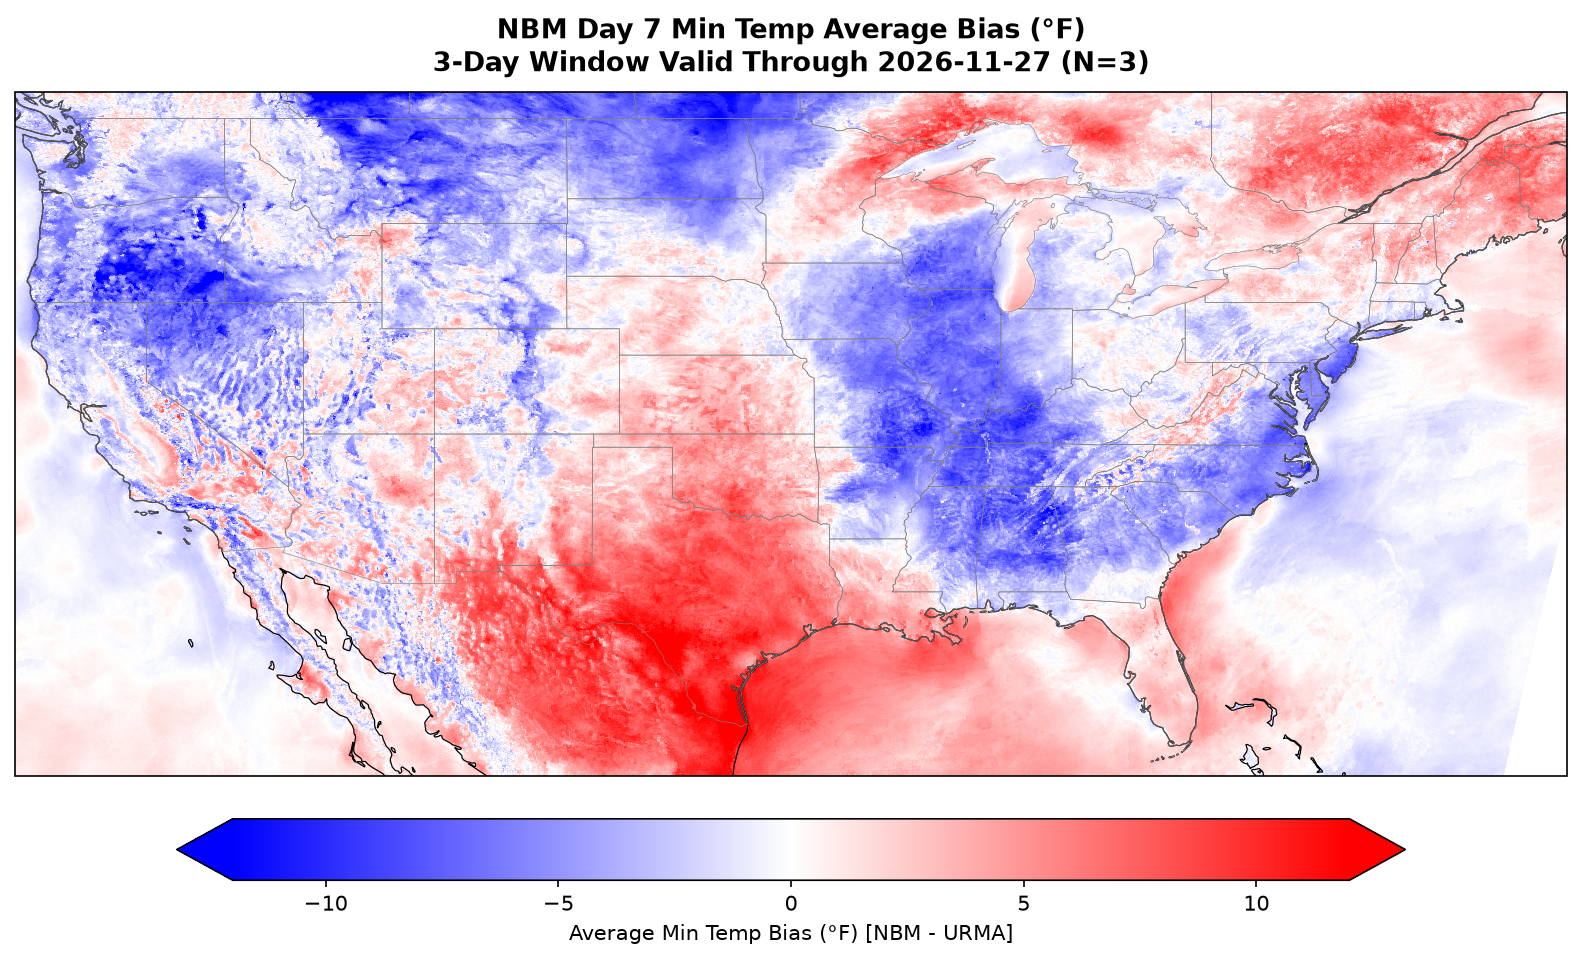 NBM Day 7 Min Temp Average Bias (°F)
3-Day Window Valid Through 2026-11-27 (N=3)
−10 −5 0 5 10
Average Min Temp Bias (°F) [NBM - URMA]